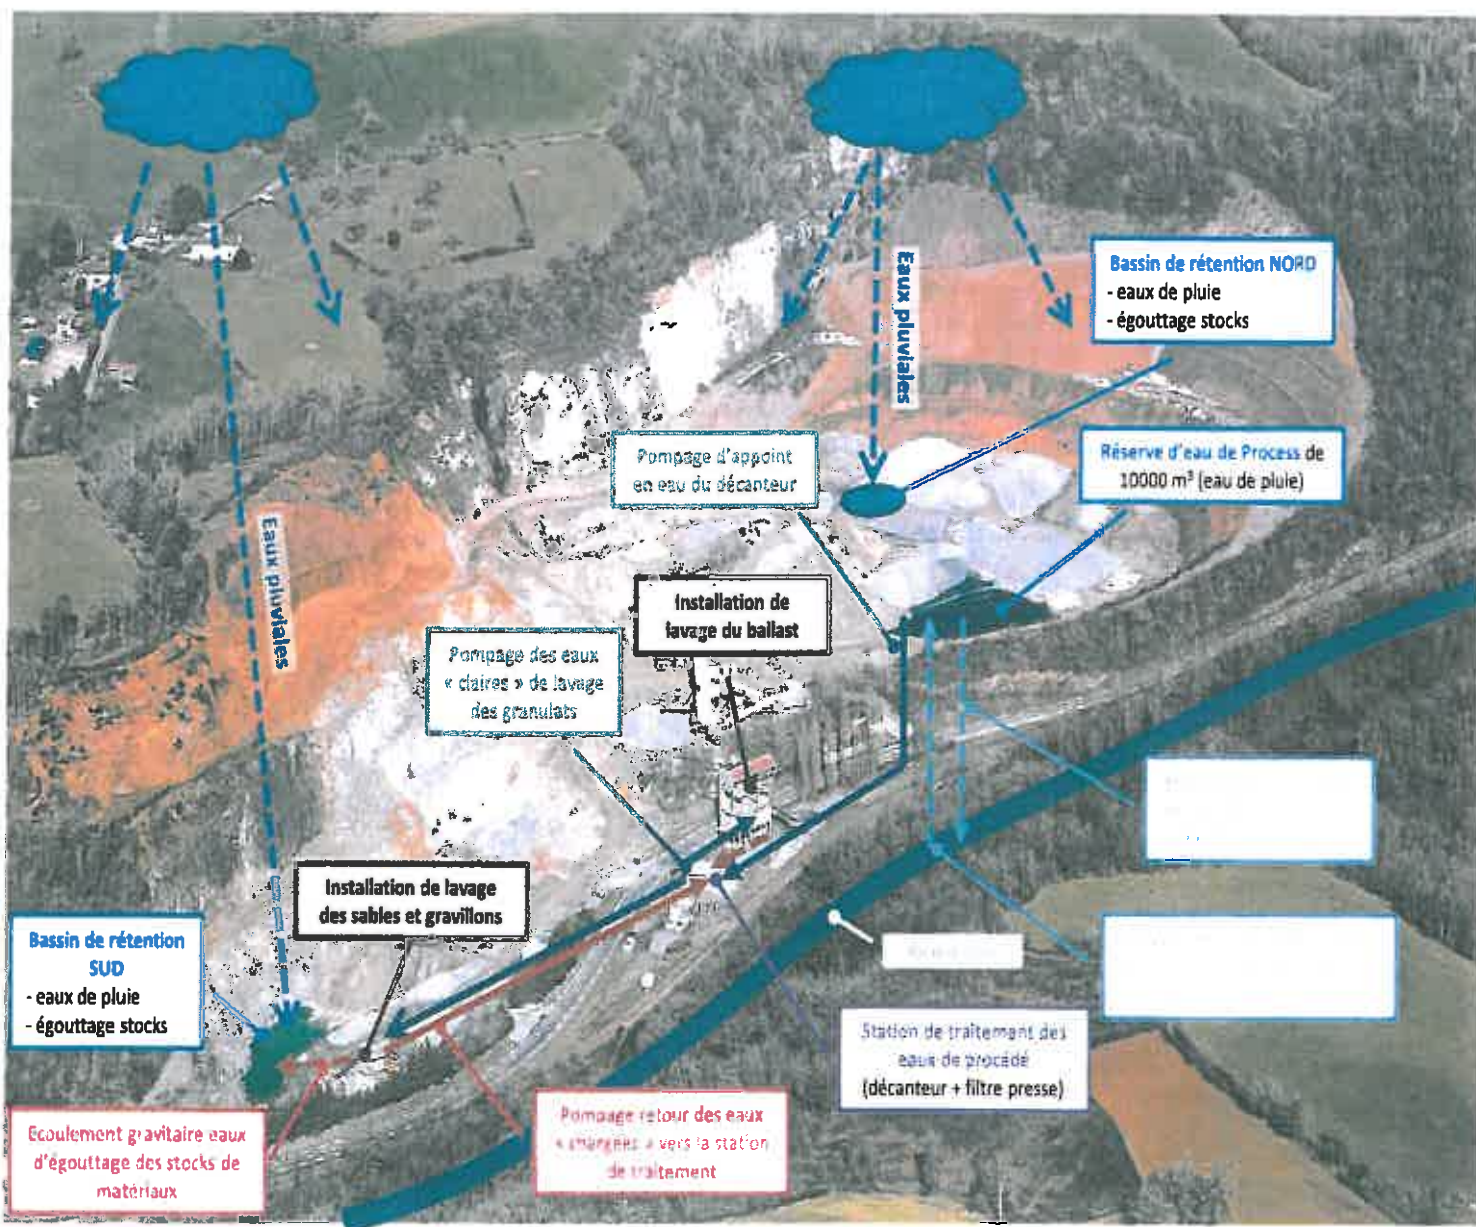 Bassin de rétention NORD
- eaux de pluie
- égouttage stocks
Eaux pluviales
Pompage d'appoint
en eau du décanteur
Réserve d'eau de Process de
10000 m³ (eau de pluie)
Eaux pluviales
Installation de
lavage du ballast
Pompage des eaux
« claires » de lavage
des granulats
Installation de lavage
des sables et gravillons
Bassin de rétention
SUD
- eaux de pluie
- égouttage stocks
Station de traitement des
eaux de procédé
(décanteur + filtre presse)
Ecoulement gravitaire eaux
d'égouttage des stocks de
matériaux
Pompage retour des eaux
« chargées » vers la station
de traitement